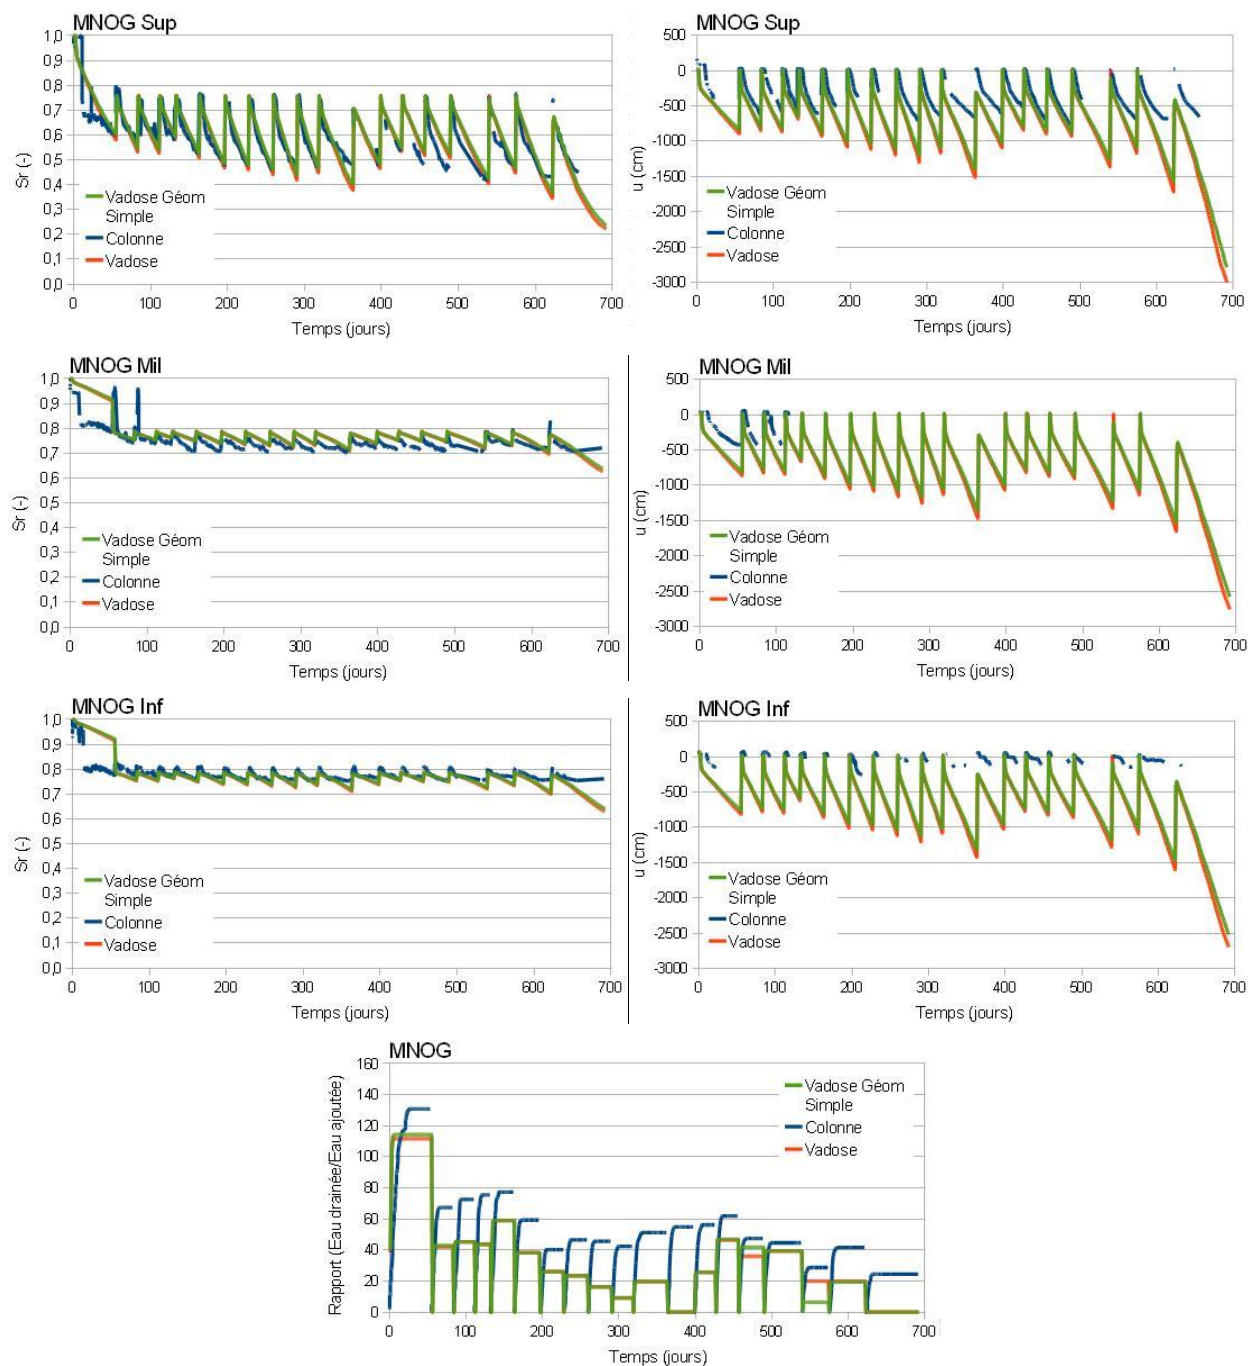 MNOG Sup
1,0
0,9
0,8
0,7
0,6
0,5
0,4
0,3
0,2
0,1
0,0
Sr (-)
Vadose Géom
Simple
Colonne
Vadose
0 100 200 300 400 500 600 700
Temps (jours)
MNOG Sup
500
0
-500
-1000
-1500
-2000
-2500
-3000
u (cm)
Vadose Géom
Simple
Colonne
Vadose
0 100 200 300 400 500 600 700
Temps (jours)
MNOG Mil
1,0
0,9
0,8
0,7
0,6
0,5
0,4
0,3
0,2
0,1
0,0
Sr (-)
Vadose Géom
Simple
Colonne
Vadose
0 100 200 300 400 500 600 700
Temps (jours)
MNOG Mil
500
0
-500
-1000
-1500
-2000
-2500
-3000
u (cm)
Vadose Géom
Simple
Colonne
Vadose
0 100 200 300 400 500 600 700
Temps (jours)
MNOG Inf
1,0
0,9
0,8
0,7
0,6
0,5
0,4
0,3
0,2
0,1
0,0
Sr (-)
Vadose Géom
Simple
Colonne
Vadose
0 100 200 300 400 500 600 700
Temps (jours)
MNOG Inf
500
0
-500
-1000
-1500
-2000
-2500
-3000
u (cm)
Vadose Géom
Simple
Colonne
Vadose
0 100 200 300 400 500 600 700
Temps (jours)
MNOG
160
140
120
100
80
60
40
20
0
Rapport (Eau drainée/Eau ajoutée)
Vadose Géom
Simple
Colonne
Vadose
0 100 200 300 400 500 600 700
Temps (jours)